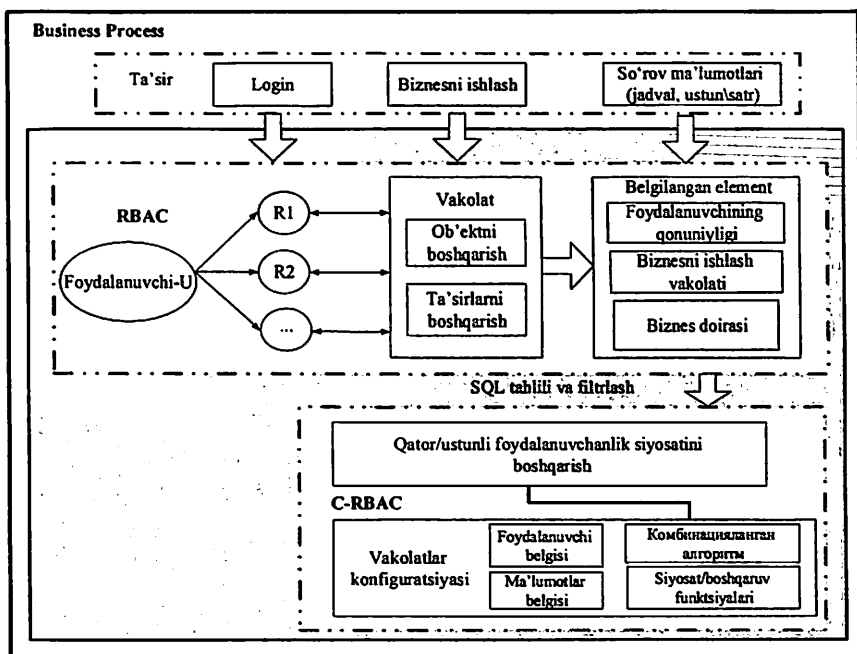 Business Process
Ta'sir
Login
Biznesni ishlash
So'rov ma'lumotlari
(jadval, ustun\satr)
RBAC
Foydalanuvchi-U
R1
R2
...
Vakolat
Ob'ektni
boshqarish
Ta'sirlarni
boshqarish
Belgilangan element
Foydalanuvchining
qonuniyligi
Biznesni ishlash
vakolati
Biznes doirasi
SQL tahlili va filtrlash
Qator/ustunli foydalanuvchanlik siyosatini
boshqarish
C-RBAC
Vakolatlar
konfiguratsiyasi
Foydalanuvchi
belgisi
Ma'lumotlar
belgisi
Комбинацияланган
алгоритм
Siyosat/boshqaruv
funktsiyalari